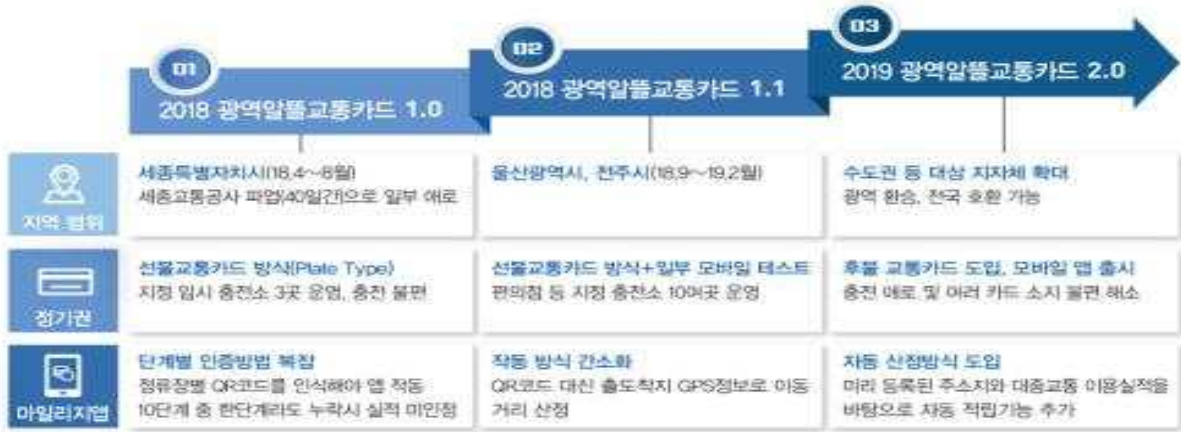 01
2018 광역알뜰교통카드 1.0
02
2018 광역알뜰교통카드 1.1
03
2019 광역알뜰교통카드 2.0
지역 범위
세종특별자치시(18.4~8월)
세종교통공사 파업(40일간)으로 일부 애로
울산광역시, 전주시(18.9~19.2월)
수도권 등 대상 지자체 확대
광역 환승, 전국 호환 가능
정기권
선불교통카드 방식(Plate Type)
지정 임시 충전소 3곳 운영, 충전 불편
선불교통카드 방식+일부 모바일 테스트
편의점 등 지정 충전소 10여곳 운영
후불 교통카드 도입, 모바일 앱 출시
충전 애로 및 여러 카드 소지 불편 해소
마일리지앱
단계별 인증방법 복잡
정류장별 QR코드를 인식해야 앱 작동
10단계 중 한단계라도 누락시 실적 미인정
작동 방식 간소화
QR코드 대신 출도착지 GPS정보로 이동
거리 산정
자동 산정방식 도입
미리 등록된 주소지와 대중교통 이용실적을
바탕으로 자동 적립기능 추가